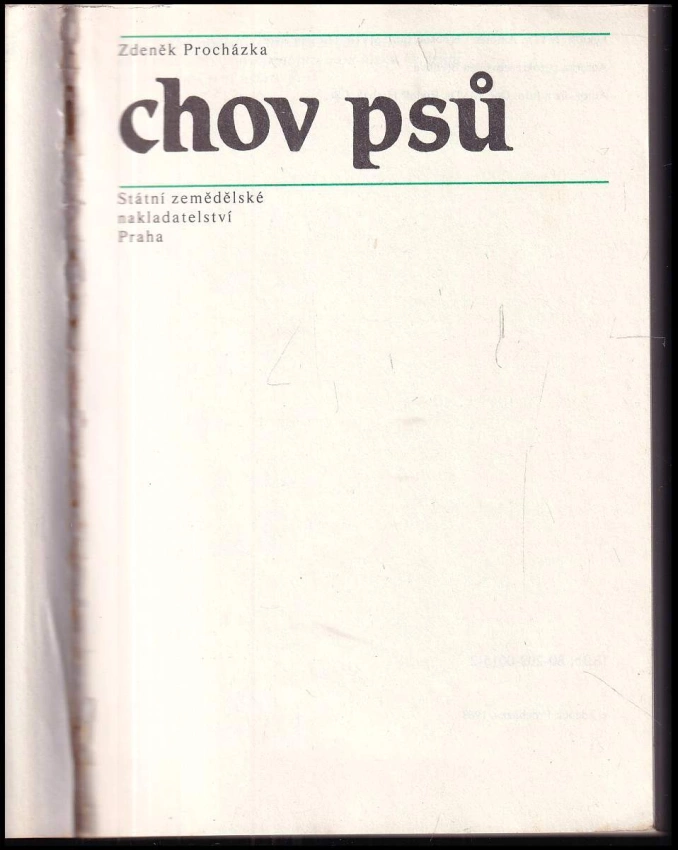 Zdeněk Procházka
chov psů
Státní zemědělské
nakladatelství
Praha